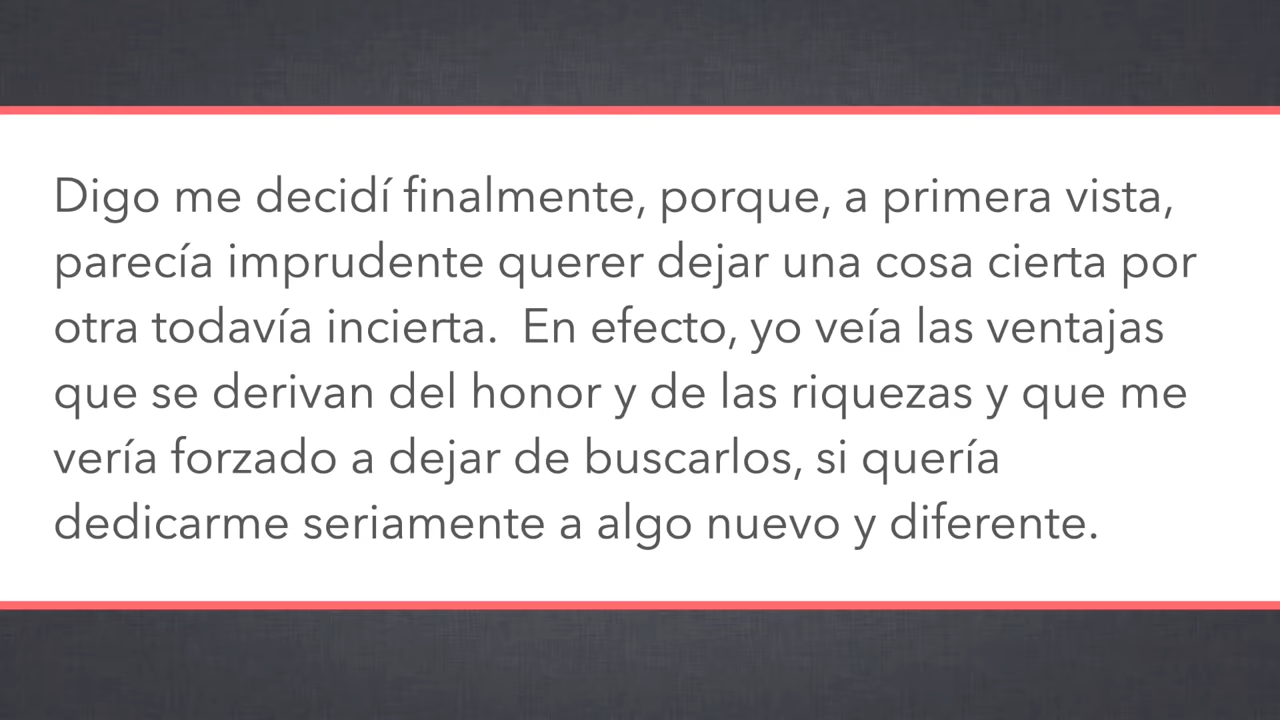 Digo me decidí finalmente, porque, a primera vista,
parecía imprudente querer dejar una cosa cierta por
otra todavía incierta.  En efecto, yo veía las ventajas
que se derivan del honor y de las riquezas y que me
vería forzado a dejar de buscarlos, si quería
dedicarme seriamente a algo nuevo y diferente.